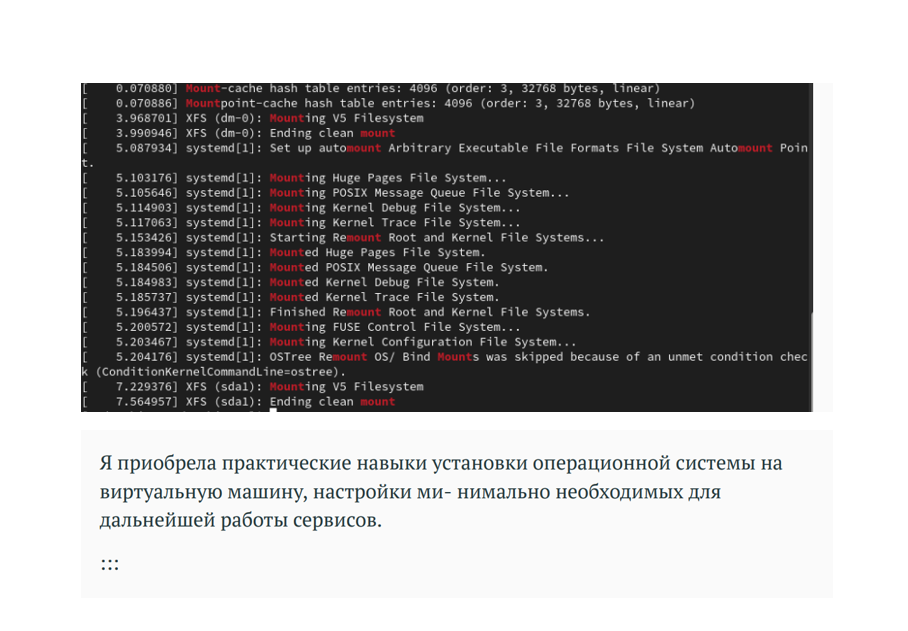 [    0.070880] Mount-cache hash table entries: 4096 (order: 3, 32768 bytes, linear)
[    0.070886] Mountpoint-cache hash table entries: 4096 (order: 3, 32768 bytes, linear)
[    3.968701] XFS (dm-0): Mounting V5 Filesystem
[    3.990946] XFS (dm-0): Ending clean mount
[    5.087934] systemd[1]: Set up automount Arbitrary Executable File Formats File System Automount Poin
t.
[    5.103176] systemd[1]: Mounting Huge Pages File System...
[    5.105646] systemd[1]: Mounting POSIX Message Queue File System...
[    5.114903] systemd[1]: Mounting Kernel Debug File System...
[    5.117063] systemd[1]: Mounting Kernel Trace File System...
[    5.153426] systemd[1]: Starting Remount Root and Kernel File Systems...
[    5.183994] systemd[1]: Mounted Huge Pages File System.
[    5.184506] systemd[1]: Mounted POSIX Message Queue File System.
[    5.184983] systemd[1]: Mounted Kernel Debug File System.
[    5.185737] systemd[1]: Mounted Kernel Trace File System.
[    5.196437] systemd[1]: Finished Remount Root and Kernel File Systems.
[    5.200572] systemd[1]: Mounting FUSE Control File System...
[    5.203467] systemd[1]: Mounting Kernel Configuration File System...
[    5.204176] systemd[1]: OSTree Remount OS/ Bind Mounts was skipped because of an unmet condition chec
k (ConditionKernelCommandLine=ostree).
[    7.229376] XFS (sda1): Mounting V5 Filesystem
[    7.564957] XFS (sda1): Ending clean mount
Я приобрела практические навыки установки операционной системы на
виртуальную машину, настройки ми- нимально необходимых для
дальнейшей работы сервисов.
:::